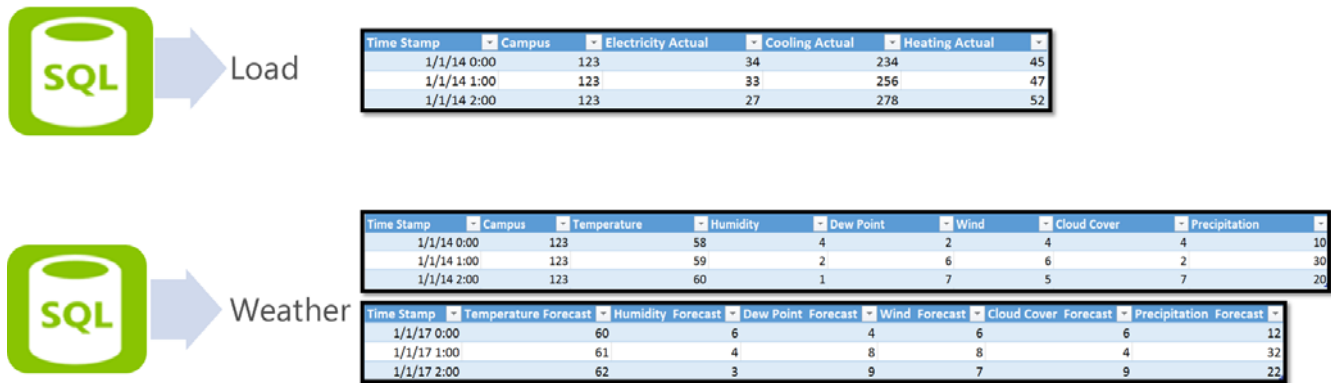 SQL
Load
Time Stamp Campus Electricity Actual Cooling Actual Heating Actual
1/1/14 0:00 123 34 234 45
1/1/14 1:00 123 33 256 47
1/1/14 2:00 123 27 278 52
SQL
Weather
Time Stamp Campus Temperature Humidity Dew Point Wind Cloud Cover Precipitation
1/1/14 0:00 123 58 4 2 4 4 10
1/1/14 1:00 123 59 2 6 6 2 30
1/1/14 2:00 123 60 1 7 5 7 20
Time Stamp Temperature Forecast Humidity Forecast Dew Point Forecast Wind Forecast Cloud Cover Forecast Precipitation Forecast
1/1/17 0:00 60 6 4 6 6 12
1/1/17 1:00 61 4 8 8 4 32
1/1/17 2:00 62 3 9 7 9 22